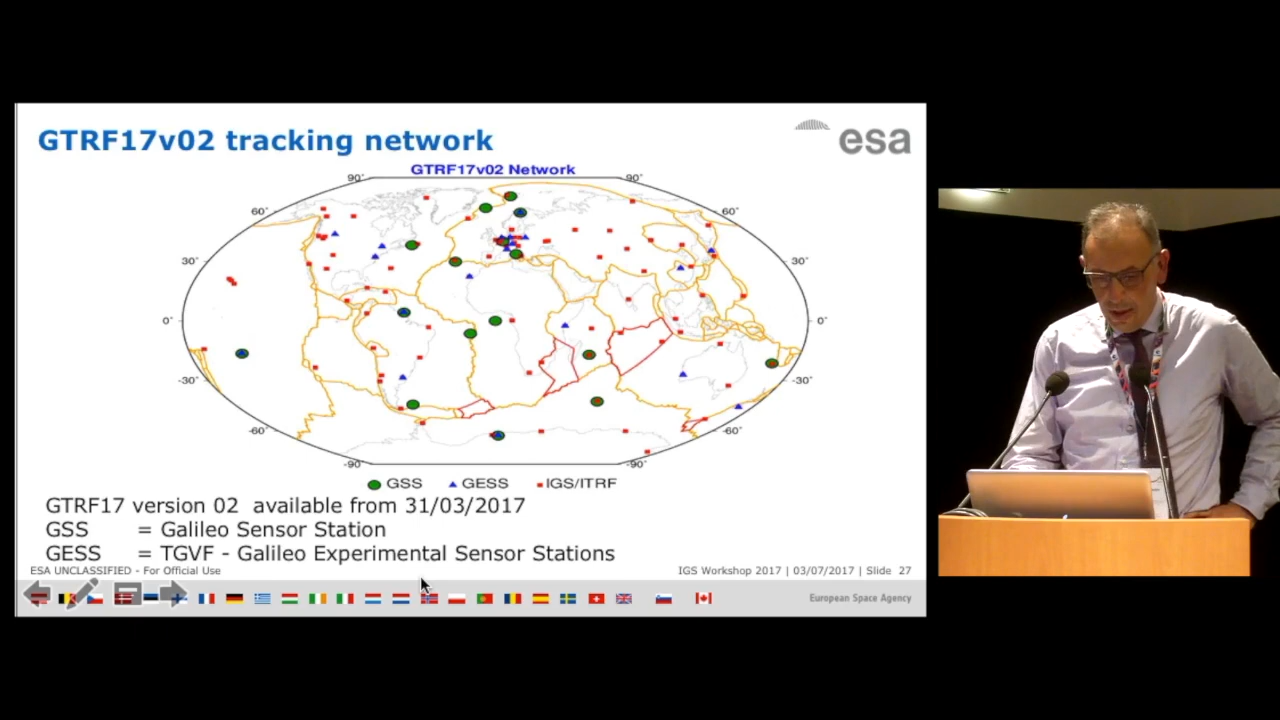 GTRF17v02 tracking network
esa
GTRF17v02 Network
90° 90°
60° 60°
30° 30°
0° 0°
-30° -30°
-60° -60°
-90° -90°
GSS GESS IGS/ITRF
GTRF17 version 02 available from 31/03/2017
GSS = Galileo Sensor Station
GESS = TGVF - Galileo Experimental Sensor Stations
ESA UNCLASSIFIED - For Official Use
IGS Workshop 2017 | 03/07/2017 | Slide 27
European Space Agency